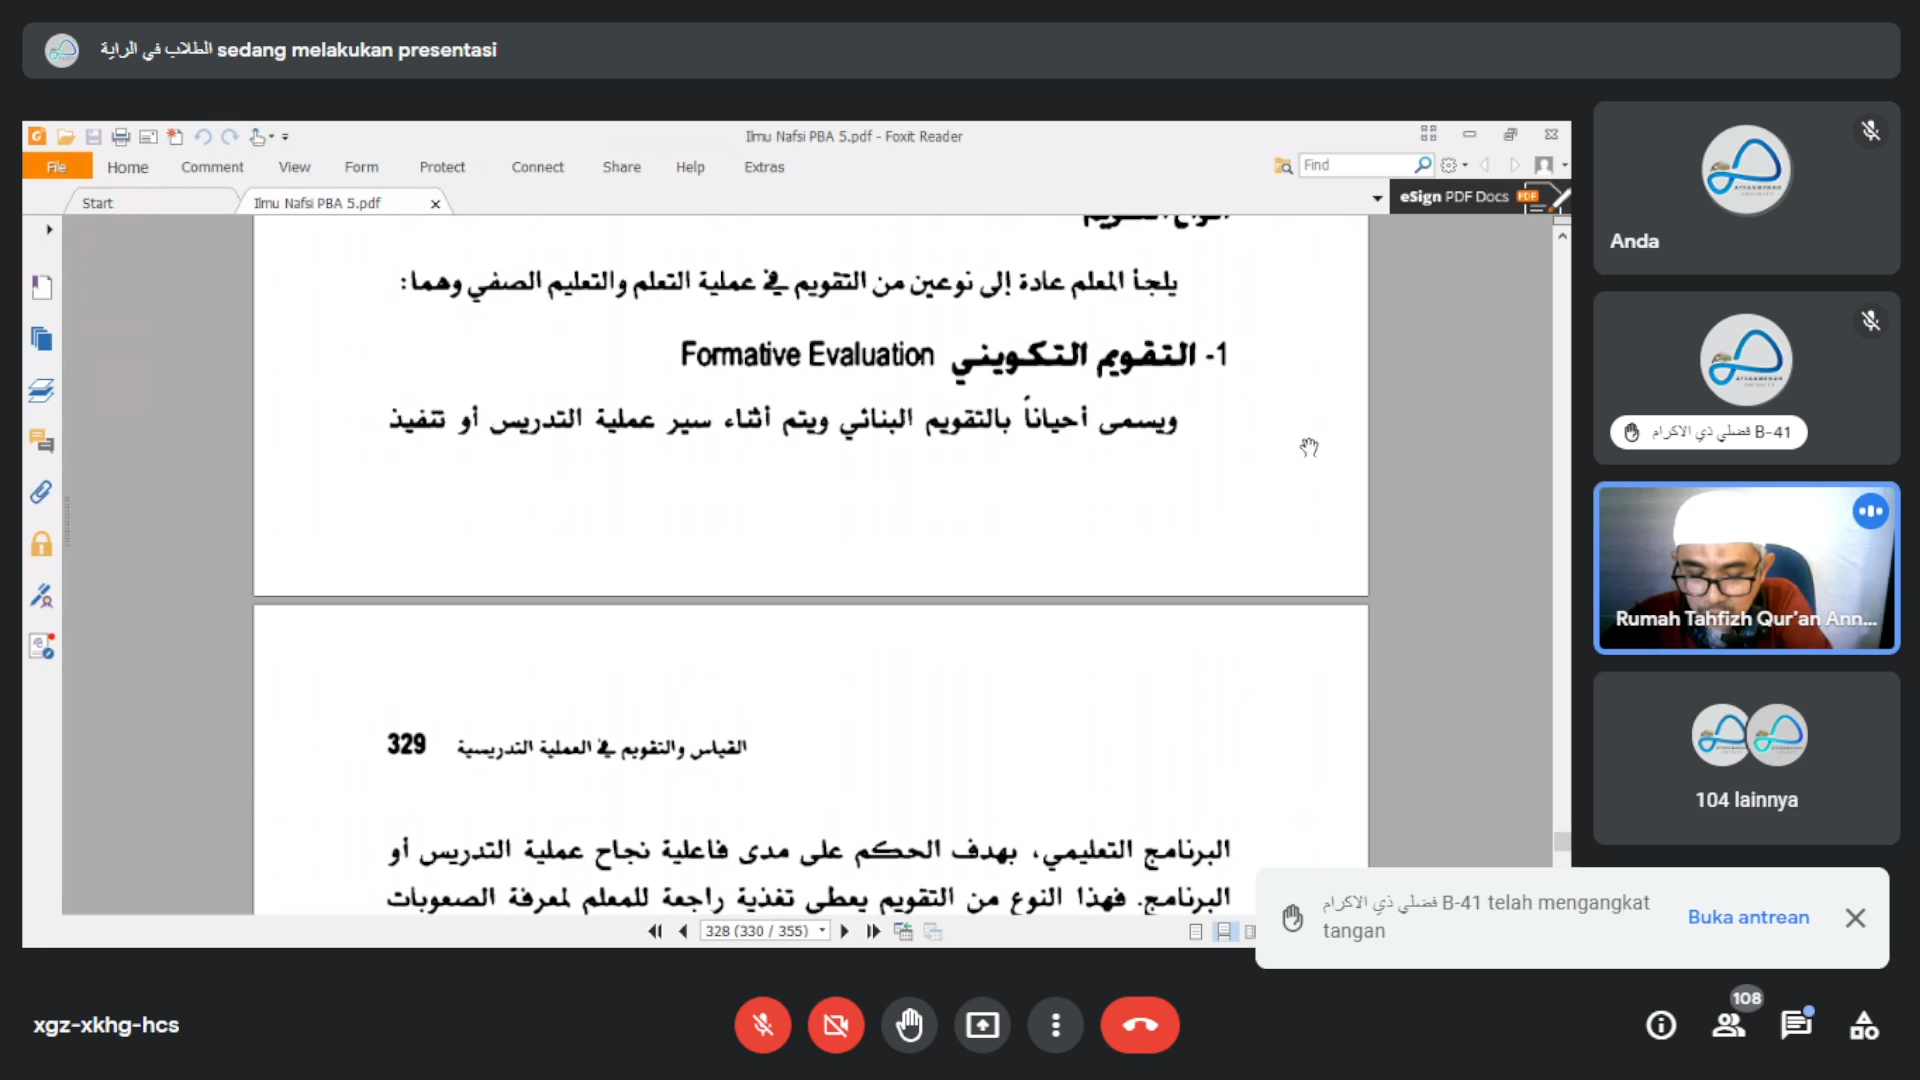 الطلاب في الراية sedang melakukan presentasi
Ilmu Nafsi PBA 5.pdf - Foxit Reader
File Home Comment View Form Protect Connect Share Help Extras
Find
Start
Ilmu Nafsi PBA 5.pdf
eSign PDF Docs
PDF
أنواع التقويم
يلجأ المعلم عادة إلى نوعين من التقويم في عملية التعلم والتعليم الصفي وهما:
1- التقويم التكويني Formative Evaluation
ويسمى أحياناً بالتقويم البنائي ويتم أثناء سير عملية التدريس أو تنفيذ
القياس والتقويم في العملية التدريسية 329
البرنامج التعليمي، بهدف الحكم على مدى فاعلية نجاح عملية التدريس أو
البرنامج. فهذا النوع من التقويم يعطي تغذية راجعة للمعلم لمعرفة الصعوبات
328 (330 / 355)
Anda
B-41 فضلي ذي الاكرام
Rumah Tahfizh Qur'an Ann...
104 lainnya
B-41 فضلي ذي الاكرام telah mengangkat
tangan
Buka antrean
xgz-xkhg-hcs
108